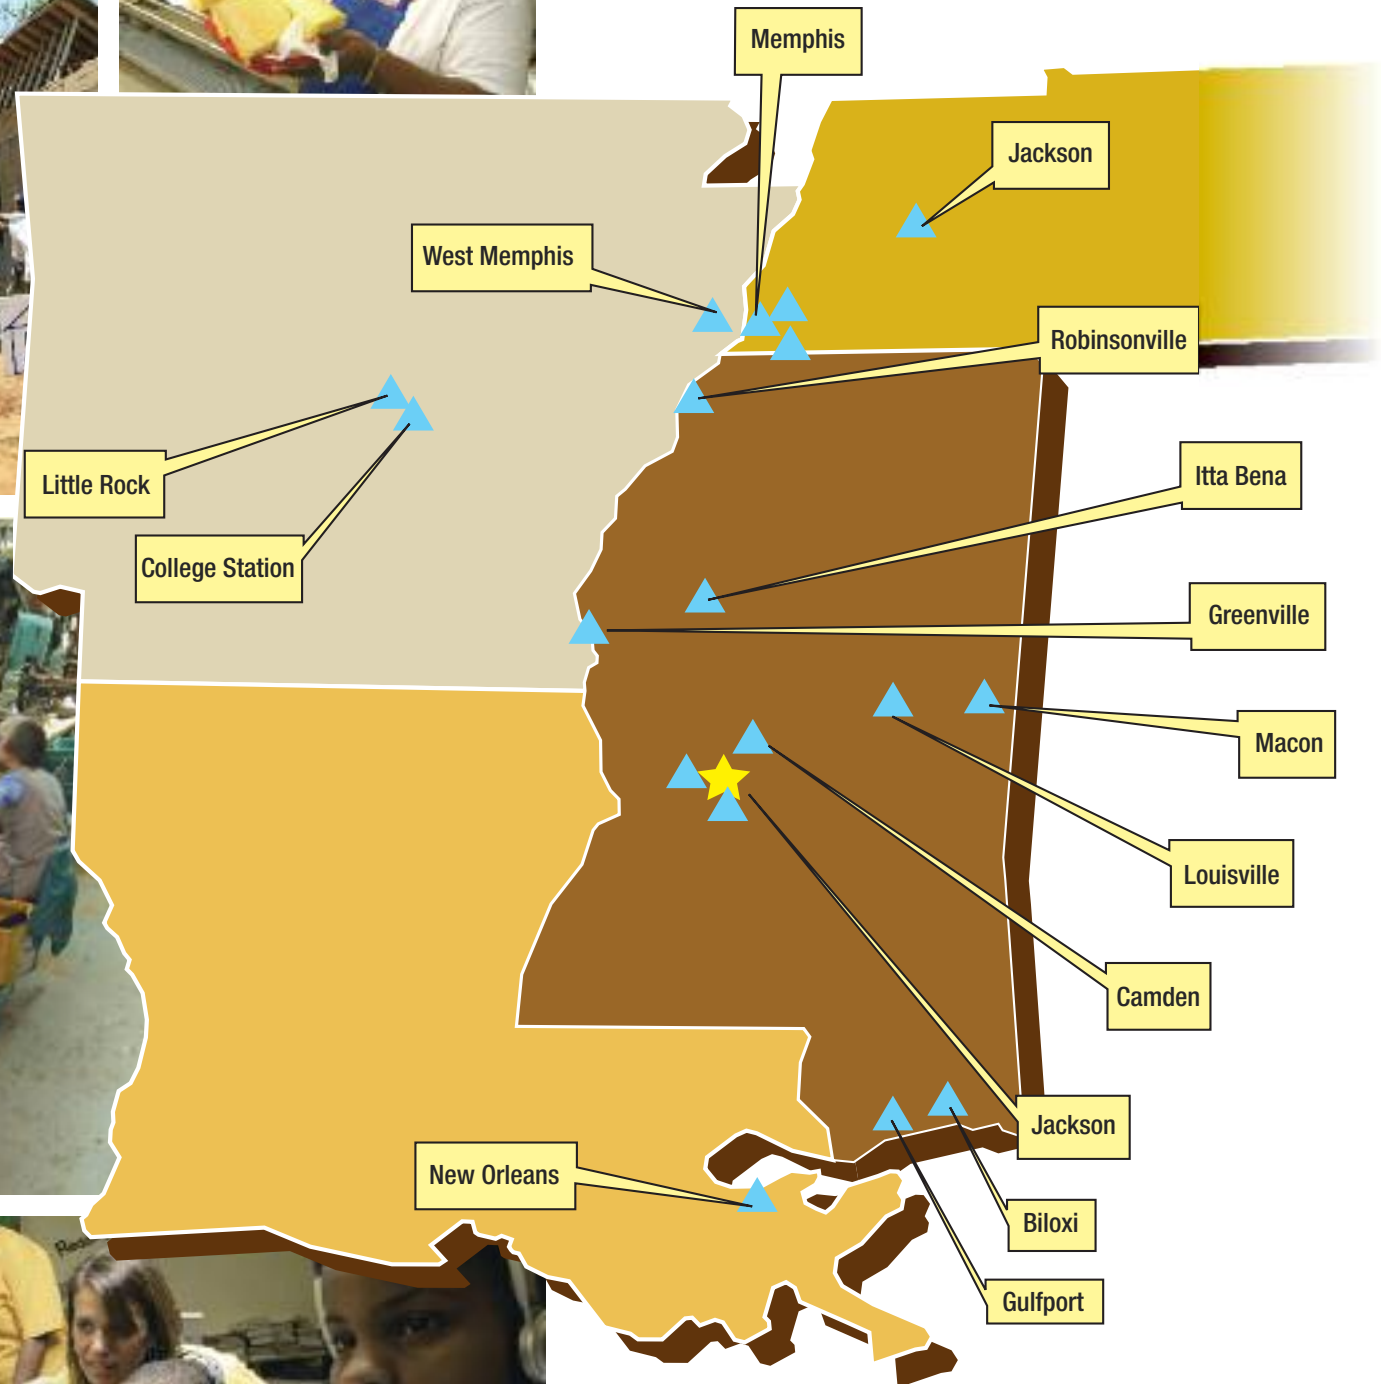 Memphis
Jackson
West Memphis
Robinsonville
Little Rock
Itta Bena
College Station
Greenville
Macon
Louisville
Camden
Jackson
New Orleans
Biloxi
Gulfport